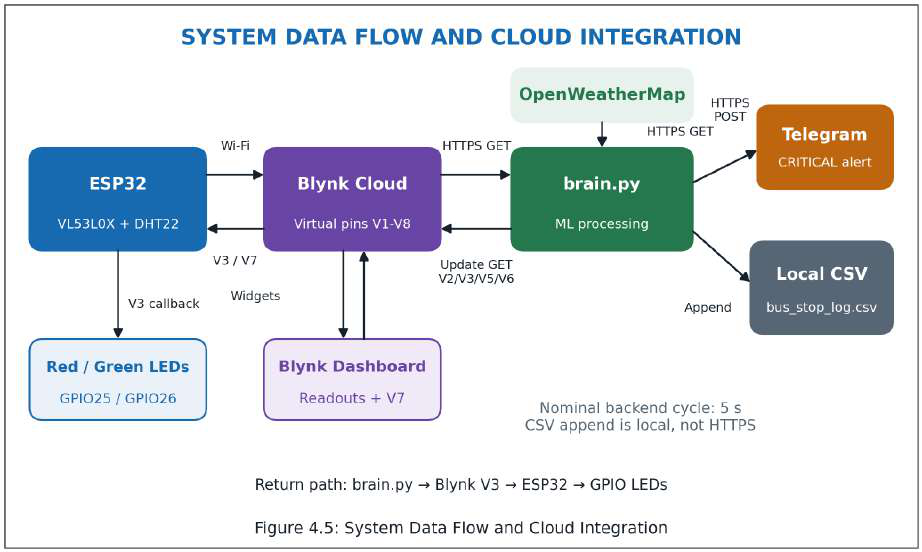 SYSTEM DATA FLOW AND CLOUD INTEGRATION
OpenWeatherMap
HTTPS
POST
HTTPS GET
Telegram
CRITICAL alert
Wi-Fi
HTTPS GET
ESP32
VL53L0X + DHT22
Blynk Cloud
Virtual pins V1-V8
brain.py
ML processing
V3 / V7
Update GET
V2/V3/V5/V6
Local CSV
bus_stop_log.csv
V3 callback
Widgets
Append
Red / Green LEDs
GPIO25 / GPIO26
Blynk Dashboard
Readouts + V7
Nominal backend cycle: 5 s
CSV append is local, not HTTPS
Return path: brain.py → Blynk V3 → ESP32 → GPIO LEDs
Figure 4.5: System Data Flow and Cloud Integration